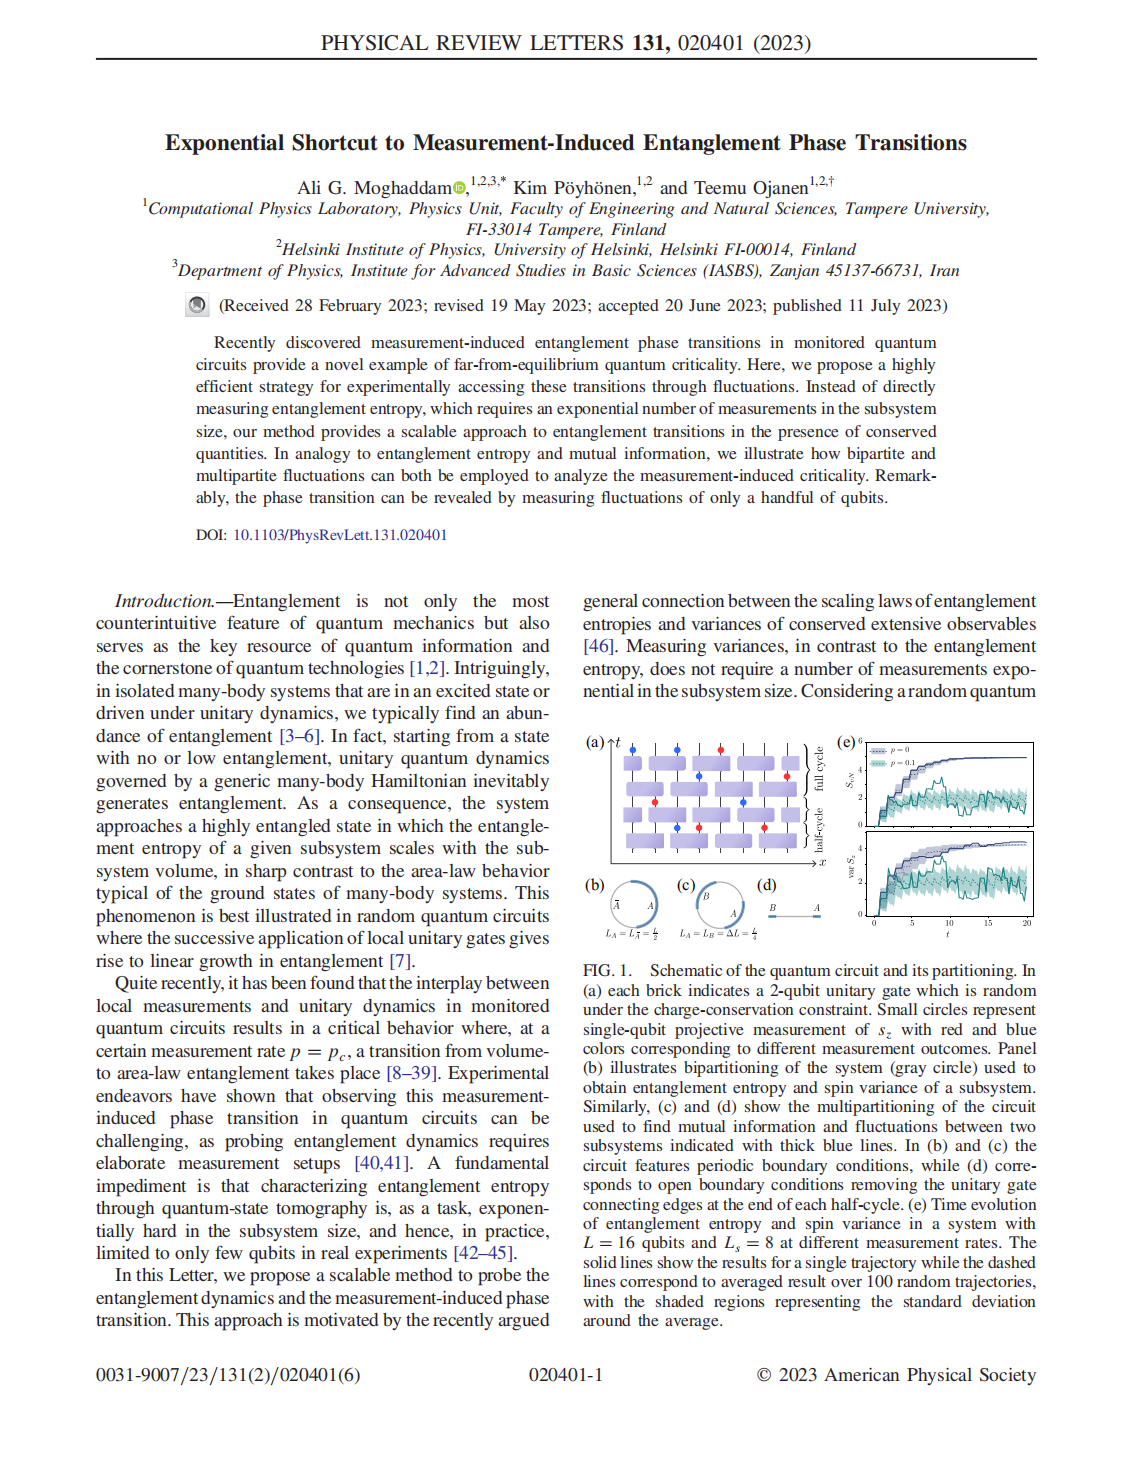 PHYSICAL REVIEW LETTERS 131, 020401 (2023)
Exponential Shortcut to Measurement-Induced Entanglement Phase Transitions
Ali G. Moghaddam,1,2,3,* Kim Pöyhönen,1,2 and Teemu Ojanen1,2,†
1Computational Physics Laboratory, Physics Unit, Faculty of Engineering and Natural Sciences, Tampere University,
FI-33014 Tampere, Finland
2Helsinki Institute of Physics, University of Helsinki, Helsinki FI-00014, Finland
3Department of Physics, Institute for Advanced Studies in Basic Sciences (IASBS), Zanjan 45137-66731, Iran
(Received 28 February 2023; revised 19 May 2023; accepted 20 June 2023; published 11 July 2023)
Recently discovered measurement-induced entanglement phase transitions in monitored quantum
circuits provide a novel example of far-from-equilibrium quantum criticality. Here, we propose a highly
efficient strategy for experimentally accessing these transitions through fluctuations. Instead of directly
measuring entanglement entropy, which requires an exponential number of measurements in the subsystem
size, our method provides a scalable approach to entanglement transitions in the presence of conserved
quantities. In analogy to entanglement entropy and mutual information, we illustrate how bipartite and
multipartite fluctuations can both be employed to analyze the measurement-induced criticality. Remark-
ably, the phase transition can be revealed by measuring fluctuations of only a handful of qubits.
DOI: 10.1103/PhysRevLett.131.020401
Introduction.—Entanglement is not only the most
counterintuitive feature of quantum mechanics but also
serves as the key resource of quantum information and
the cornerstone of quantum technologies [1,2]. Intriguingly,
in isolated many-body systems that are in an excited state or
driven under unitary dynamics, we typically find an abun-
dance of entanglement [3–6]. In fact, starting from a state
with no or low entanglement, unitary quantum dynamics
governed by a generic many-body Hamiltonian inevitably
generates entanglement. As a consequence, the system
approaches a highly entangled state in which the entangle-
ment entropy of a given subsystem scales with the sub-
system volume, in sharp contrast to the area-law behavior
typical of the ground states of many-body systems. This
phenomenon is best illustrated in random quantum circuits
where the successive application of local unitary gates gives
rise to linear growth in entanglement [7].
Quite recently, it has been found that the interplay between
local measurements and unitary dynamics in monitored
quantum circuits results in a critical behavior where, at a
certain measurement rate p = pc, a transition from volume-
to area-law entanglement takes place [8–39]. Experimental
endeavors have shown that observing this measurement-
induced phase transition in quantum circuits can be
challenging, as probing entanglement dynamics requires
elaborate measurement setups [40,41]. A fundamental
impediment is that characterizing entanglement entropy
through quantum-state tomography is, as a task, exponen-
tially hard in the subsystem size, and hence, in practice,
limited to only few qubits in real experiments [42–45].
In this Letter, we propose a scalable method to probe the
entanglement dynamics and the measurement-induced phase
transition. This approach is motivated by the recently argued
general connection between the scaling laws of entanglement
entropies and variances of conserved extensive observables
[46]. Measuring variances, in contrast to the entanglement
entropy, does not require a number of measurements expo-
nential in the subsystem size. Considering a random quantum
(a) t
full cycle
half-cycle
x
(b) Ā A
LA = LĀ = L/2
(c) B A
LA = LB = ΔL = L/4
(d) B A
(e) 6 4 2 0
SvN
p = 0
p = 0.1
4 2 0
var Sz
0 5 10 15 20
t
FIG. 1. Schematic of the quantum circuit and its partitioning. In
(a) each brick indicates a 2-qubit unitary gate which is random
under the charge-conservation constraint. Small circles represent
single-qubit projective measurement of sz with red and blue
colors corresponding to different measurement outcomes. Panel
(b) illustrates bipartitioning of the system (gray circle) used to
obtain entanglement entropy and spin variance of a subsystem.
Similarly, (c) and (d) show the multipartitioning of the circuit
used to find mutual information and fluctuations between two
subsystems indicated with thick blue lines. In (b) and (c) the
circuit features periodic boundary conditions, while (d) corre-
sponds to open boundary conditions removing the unitary gate
connecting edges at the end of each half-cycle. (e) Time evolution
of entanglement entropy and spin variance in a system with
L = 16 qubits and Ls = 8 at different measurement rates. The
solid lines show the results for a single trajectory while the dashed
lines correspond to averaged result over 100 random trajectories,
with the shaded regions representing the standard deviation
around the average.
0031-9007/23/131(2)/020401(6)
020401-1
© 2023 American Physical Society